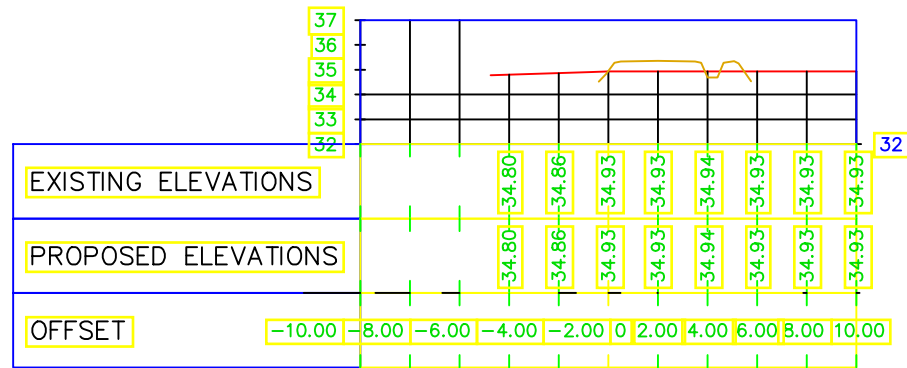 37
36
35
34
33
32
32
EXISTING ELEVATIONS 34.80 34.86 34.93 34.93 34.94 34.93 34.93 34.93
PROPOSED ELEVATIONS 34.80 34.86 34.93 34.93 34.94 34.93 34.93 34.93
OFFSET -10.00 -8.00 -6.00 -4.00 -2.00 0 2.00 4.00 6.00 8.00 10.00